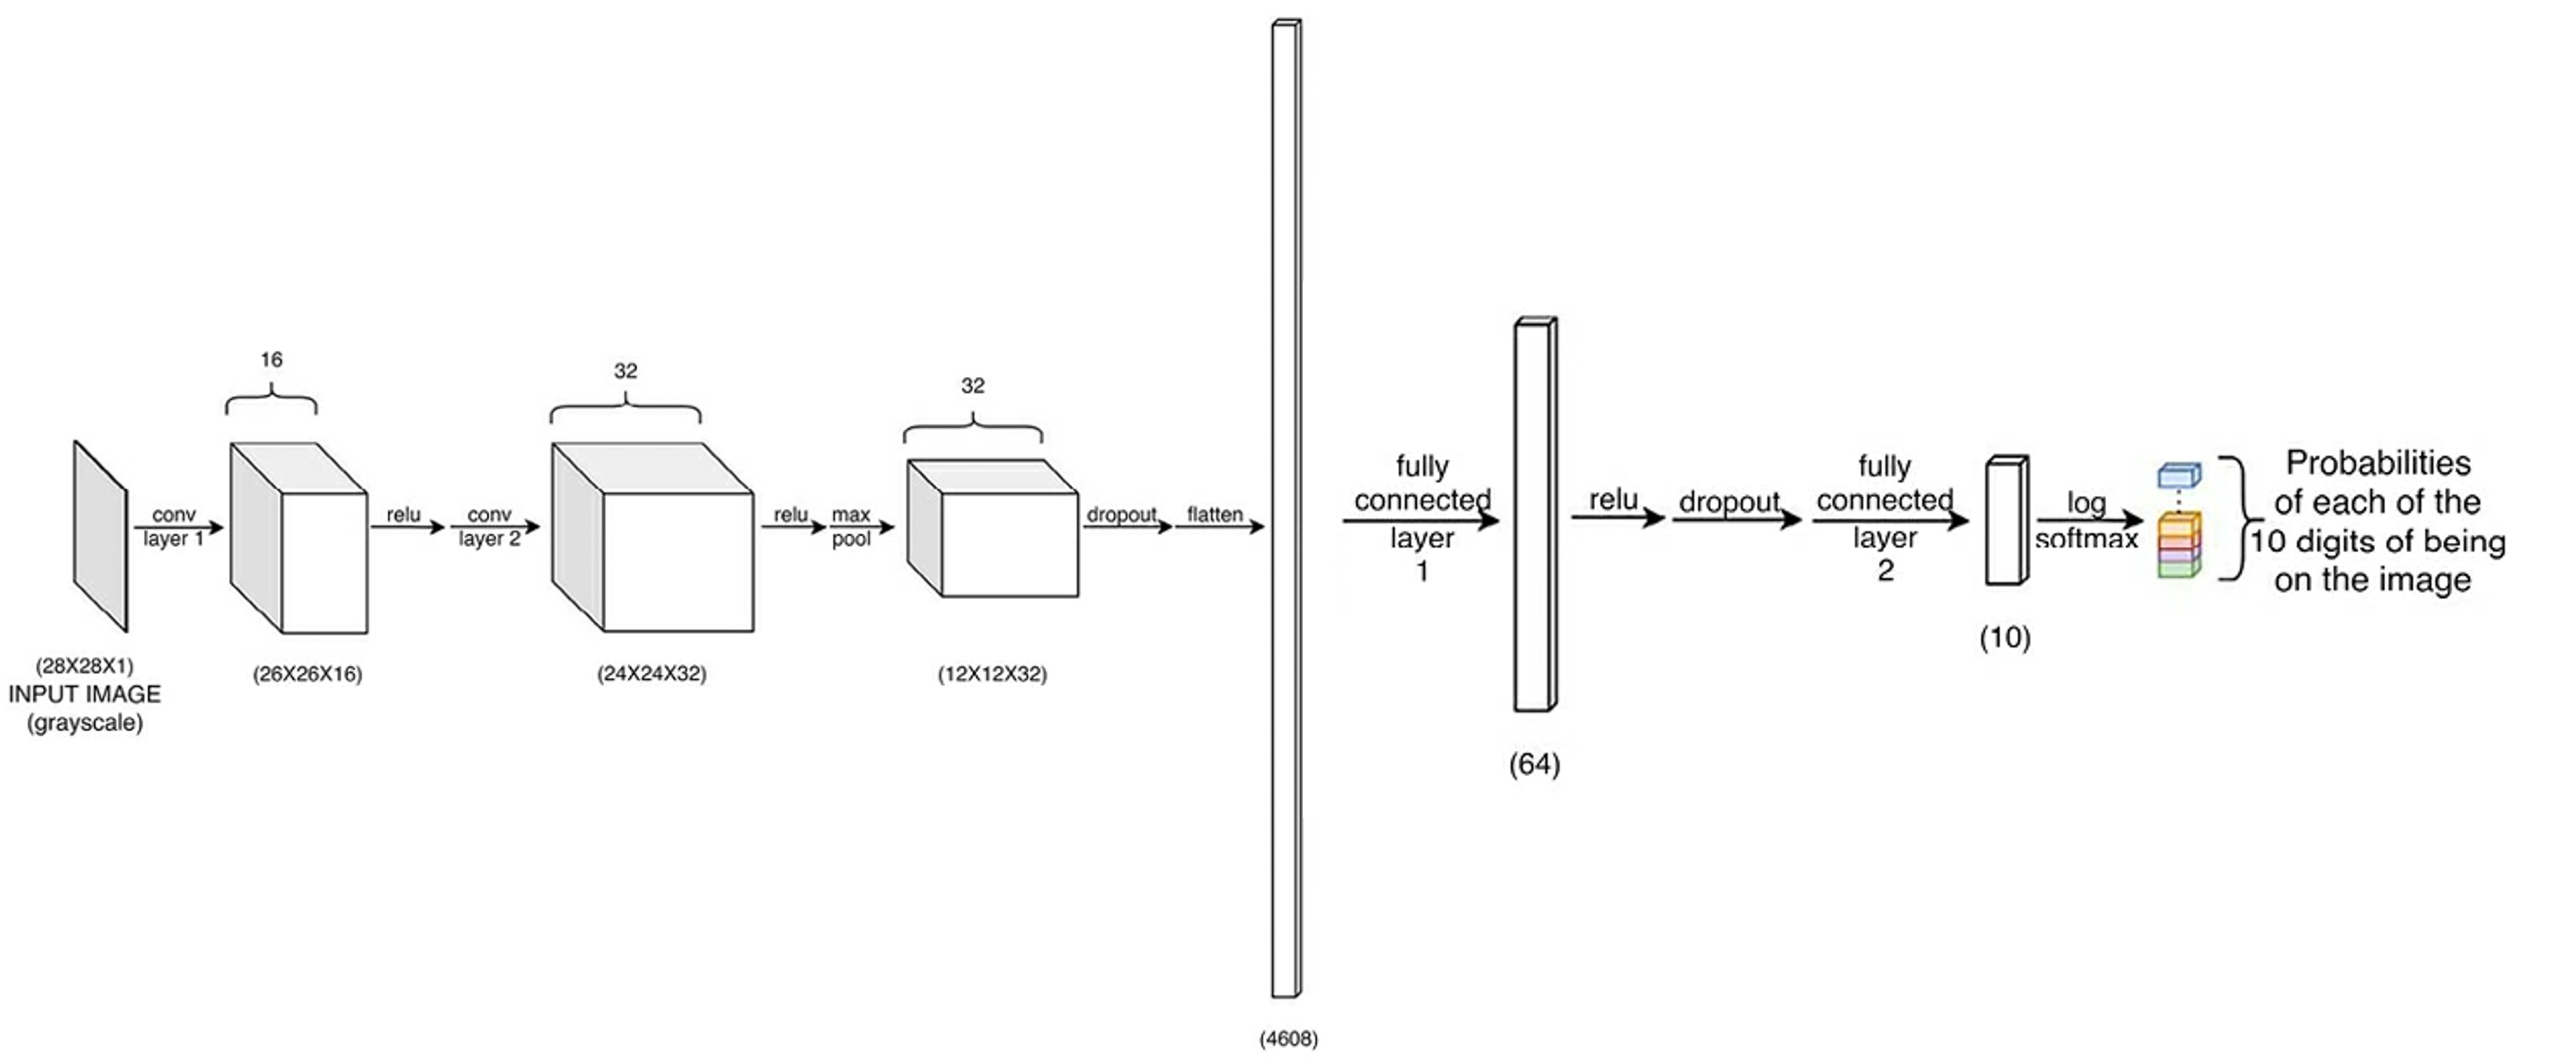 16
32
32
conv
layer 1
relu
conv
layer 2
relu
max
pool
dropout
flatten
fully
connected
layer
1
relu
dropout
fully
connected
layer
2
log
softmax
Probabilities
of each of the
10 digits of being
on the image
(28X28X1)
INPUT IMAGE
(grayscale)
(26X26X16)
(24X24X32)
(12X12X32)
(4608)
(64)
(10)